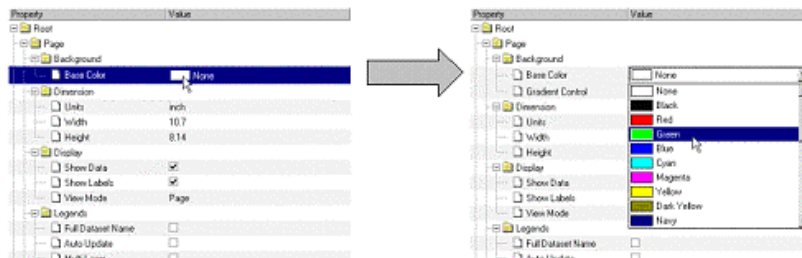 Property Value
Root
Page
Background
Base Color None
Dimension
Units inch
Width 10.7
Height 8.14
Display
Show Data
Show Labels
View Mode Page
Legends
Full Dataset Name
Auto Update
Property Value
Root
Page
Background
Base Color None
Gradient Control None
Dimension Black
Units Red
Width Green
Height Blue
Display Cyan
Show Data Magenta
Show Labels Yellow
View Mode Dark Yellow
Legends Navy
Full Dataset Name
Auto Update